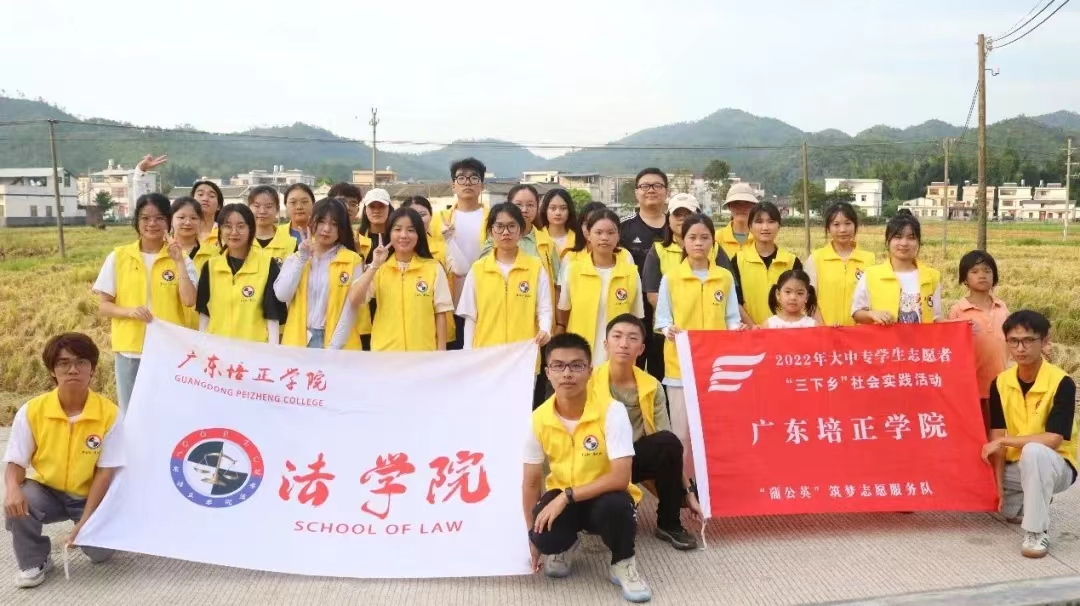 广东培正学院
GUANGDONG PEIZHENG COLLEGE
法学院
SCHOOL OF LAW
2022年大中专学生志愿者
“三下乡”社会实践活动
广东培正学院
“蒲公英”筑梦志愿服务队